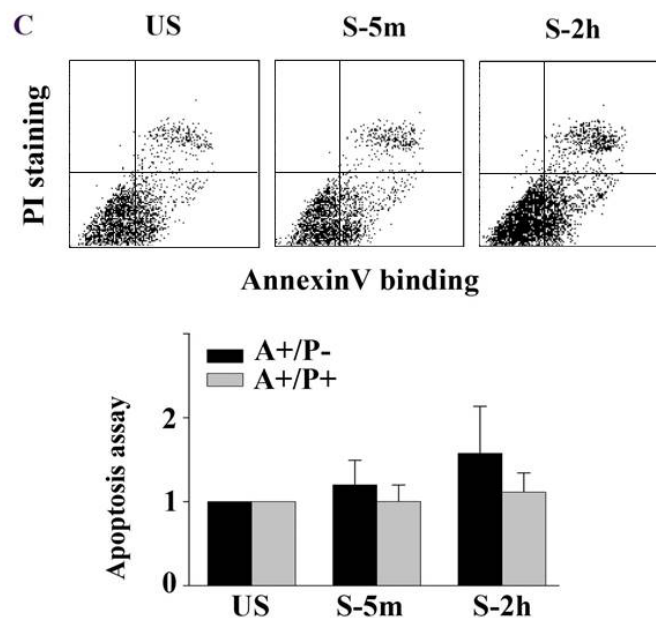 C
US S-5m S-2h
PI staining
AnnexinV binding
A+/P-
A+/P+
Apoptosis assay
2
1
0
US S-5m S-2h